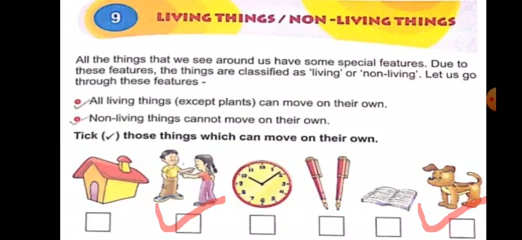 9
LIVING THINGS / NON-LIVING THINGS
All the things that we see around us have some special features. Due to
these features, the things are classified as 'living' or 'non-living'. Let us go
through these features -
All living things (except plants) can move on their own.
Non-living things cannot move on their own.
Tick (✓) those things which can move on their own.